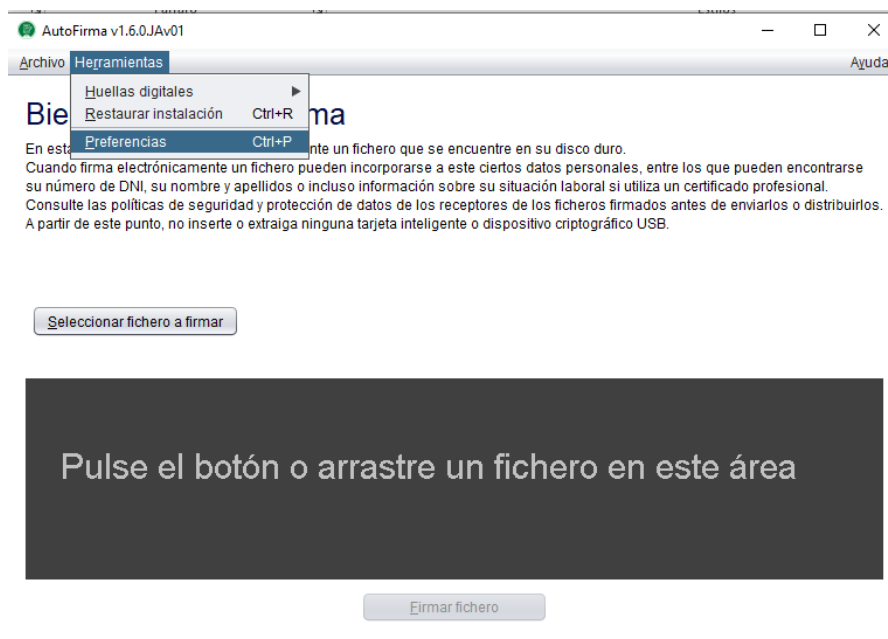 AutoFirma v1.6.0.JAv01
Archivo Herramientas Ayuda
Huellas digitales
Restaurar instalación Ctrl+R
Preferencias Ctrl+P
Bie ma
En est nte un fichero que se encuentre en su disco duro.
Cuando firma electrónicamente un fichero pueden incorporarse a este ciertos datos personales, entre los que pueden encontrarse
su número de DNI, su nombre y apellidos o incluso información sobre su situación laboral si utiliza un certificado profesional.
Consulte las políticas de seguridad y protección de datos de los receptores de los ficheros firmados antes de enviarlos o distribuirlos.
A partir de este punto, no inserte o extraiga ninguna tarjeta inteligente o dispositivo criptográfico USB.
Seleccionar fichero a firmar
Pulse el botón o arrastre un fichero en este área
Firmar fichero